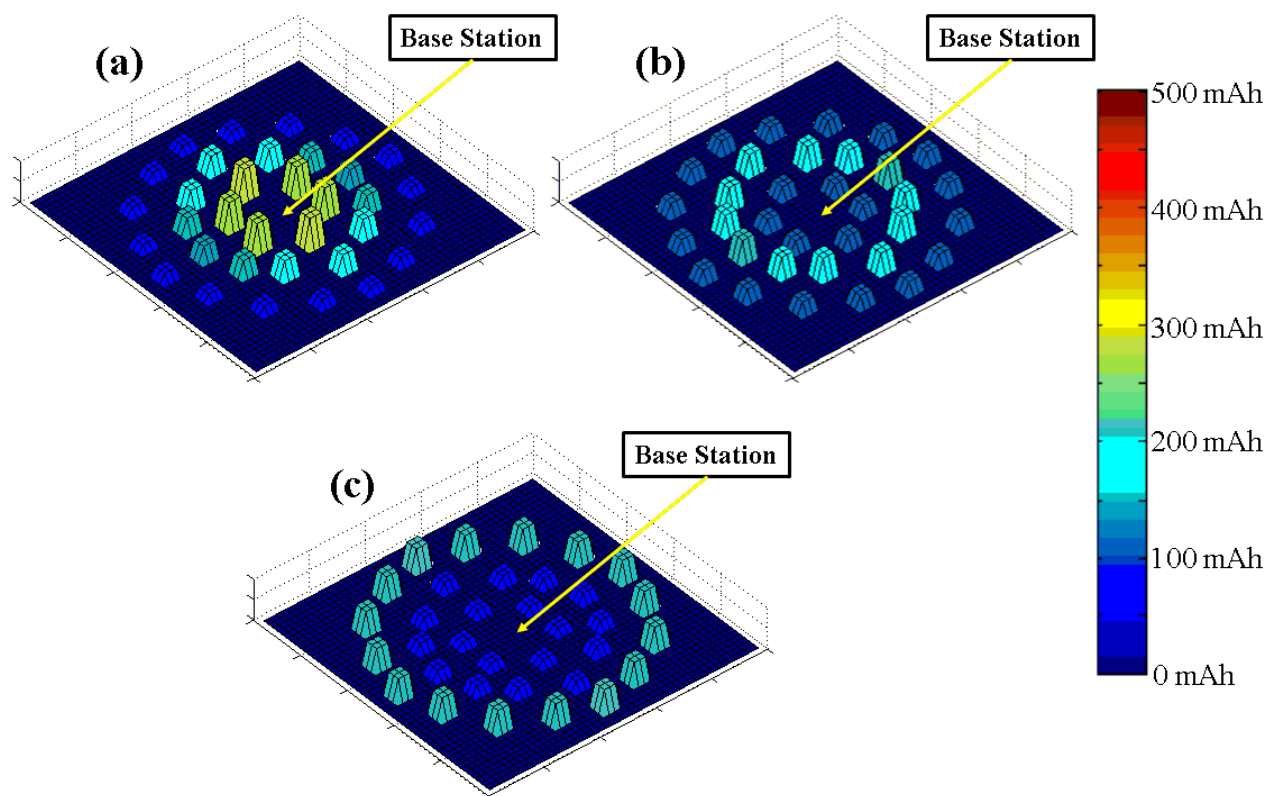 (a)
Base Station
(b)
Base Station
500 mAh
400 mAh
300 mAh
200 mAh
100 mAh
0 mAh
(c)
Base Station